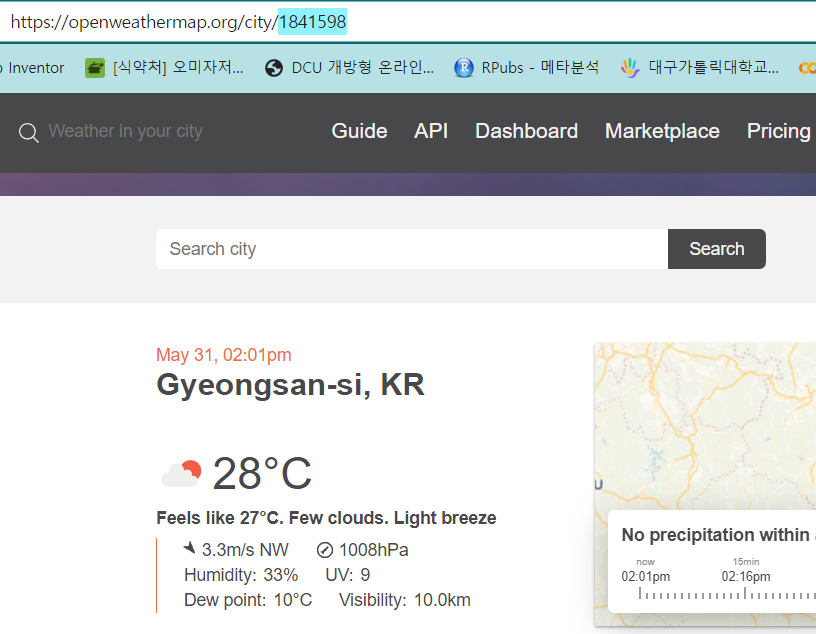 https://openweathermap.org/city/1841598
Inventor [식약처] 오미자저... DCU 개방형 온라인... RPubs - 메타분석 대구가톨릭대학교...
Weather in your city Guide API Dashboard Marketplace Pricing
Search city Search
May 31, 02:01pm
Gyeongsan-si, KR
28°C
Feels like 27°C. Few clouds. Light breeze
3.3m/s NW 1008hPa
Humidity: 33% UV: 9
Dew point: 10°C Visibility: 10.0km
U
No precipitation within
now 15min
02:01pm 02:16pm